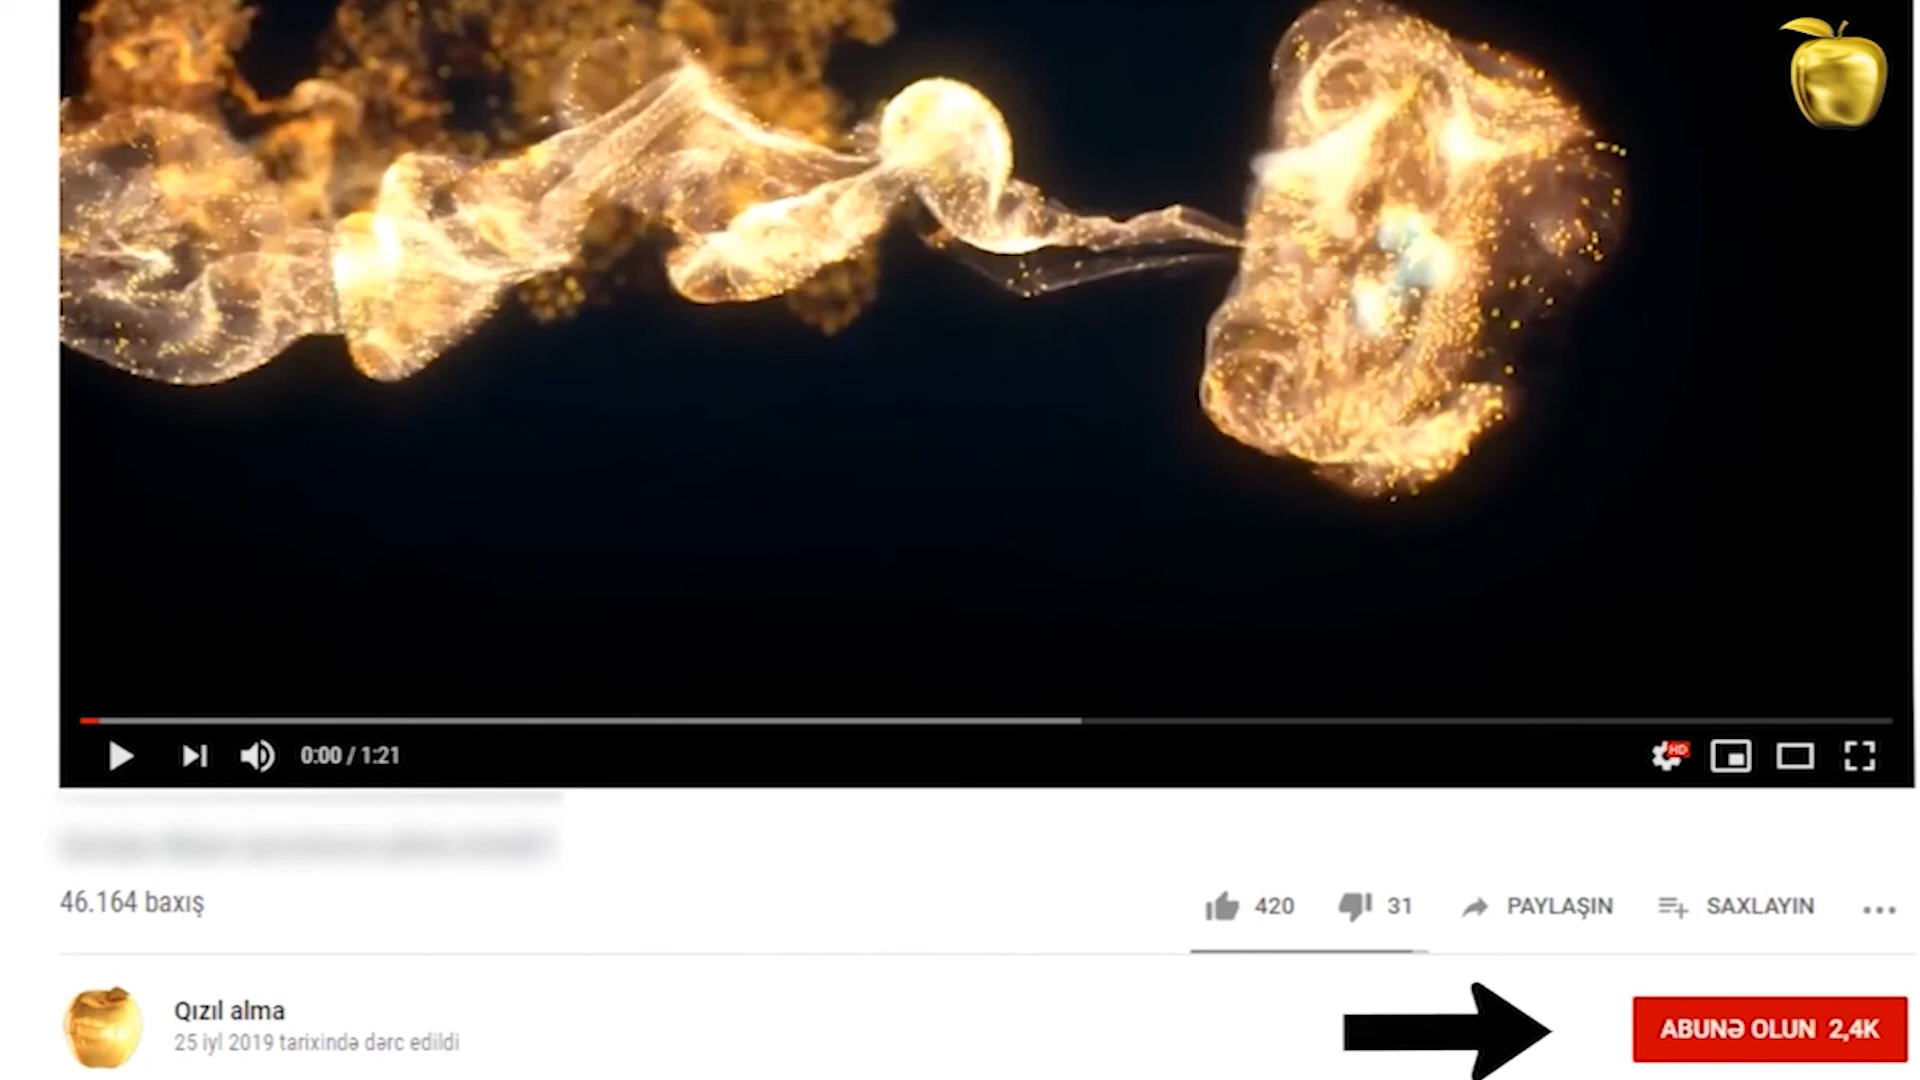 0:00 / 1:21
HD
46.164 baxış
420
31
PAYLAŞIN
SAXLAYIN
Qızıl alma
25 iyl 2019 tarixində dərc edildi
ABUNƏ OLUN 2,4K